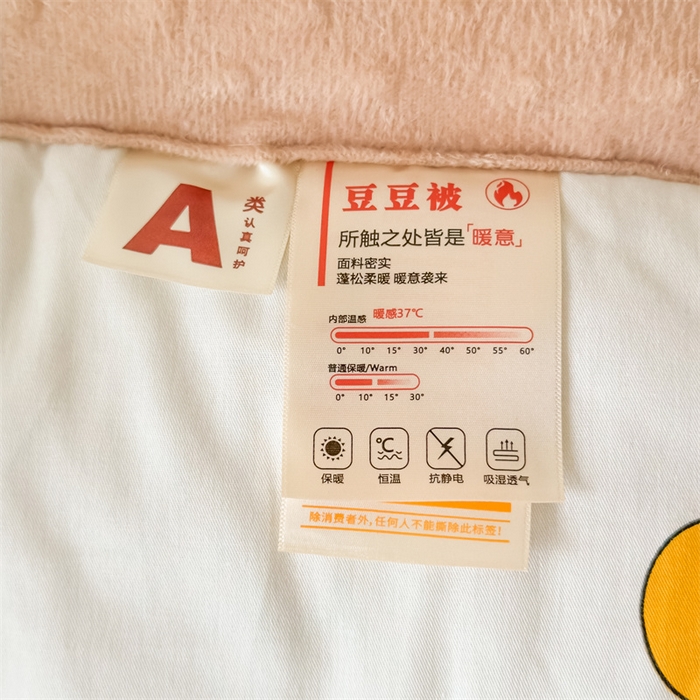 A类
认真呵护
豆豆被
所触之处皆是「暖意」
面料密实
蓬松柔暖 暖意袭来
内部温感 暖感37℃
0° 10° 15° 30° 40° 50° 55° 60°
普通保暖/Warm
0° 10° 15° 30°
℃
保暖 恒温 抗静电 吸湿透气
除消费者外,任何人不能撕除此标签!